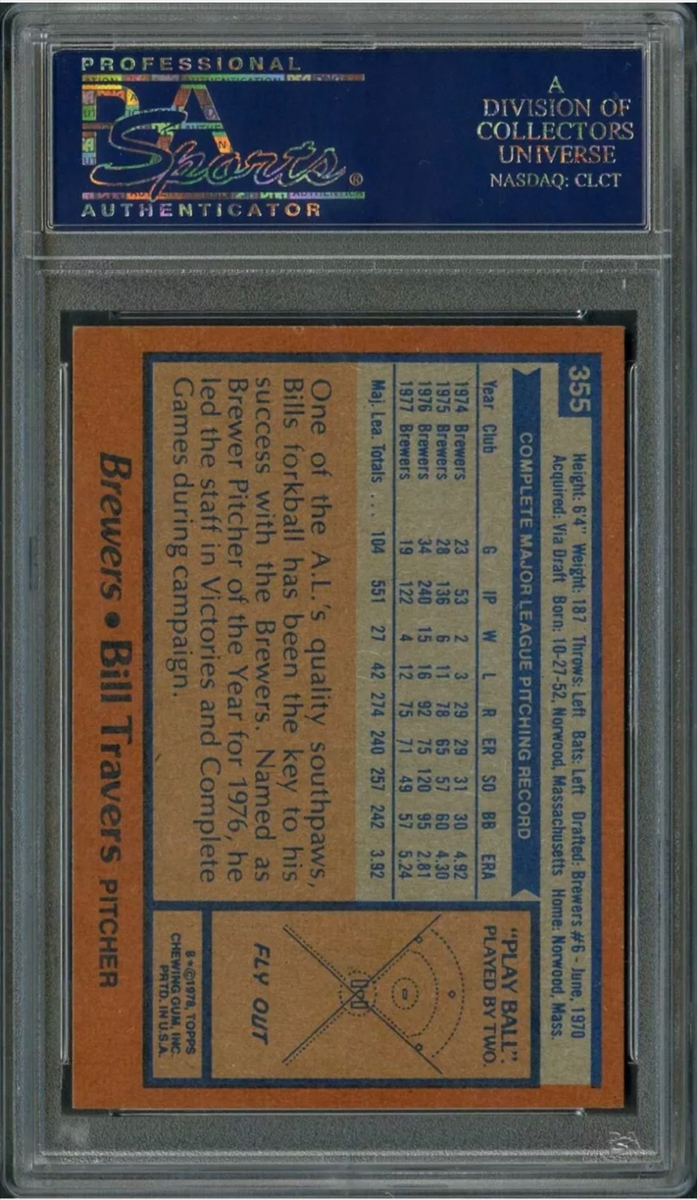 PROFESSIONAL
PSA
Sports®
AUTHENTICATOR
A
DIVISION OF
COLLECTORS
UNIVERSE
NASDAQ: CLCT
355
Height: 6'4" Weight: 187 Throws: Left Bats: Left Drafted: Brewers #6 - June, 1970
Acquired: Via Draft Born: 10-27-52, Norwood, Massachusetts Home: Norwood, Mass.
COMPLETE MAJOR LEAGUE PITCHING RECORD
Year Club G IP W L R ER SO BB ERA
1974 Brewers 23 53 2 3 29 29 31 30 4.92
1975 Brewers 28 136 6 11 78 65 57 60 4.30
1976 Brewers 34 240 15 16 92 75 120 95 2.81
1977 Brewers 19 122 4 12 75 71 49 57 5.24
Maj. Lea. Totals . . . 104 551 27 42 274 240 257 242 3.92
One of the A.L.'s quality southpaws,
Bills forkball has been the key to his
success with the Brewers. Named as
Brewer Pitcher of the Year for 1976, he
led the staff in Victories and Complete
Games during campaign.
"PLAY BALL".
PLAYED BY TWO.
FLY OUT
8*©1978, TOPPS
CHEWING GUM, INC.
PRTD. IN U.S.A.
Brewers • Bill Travers PITCHER